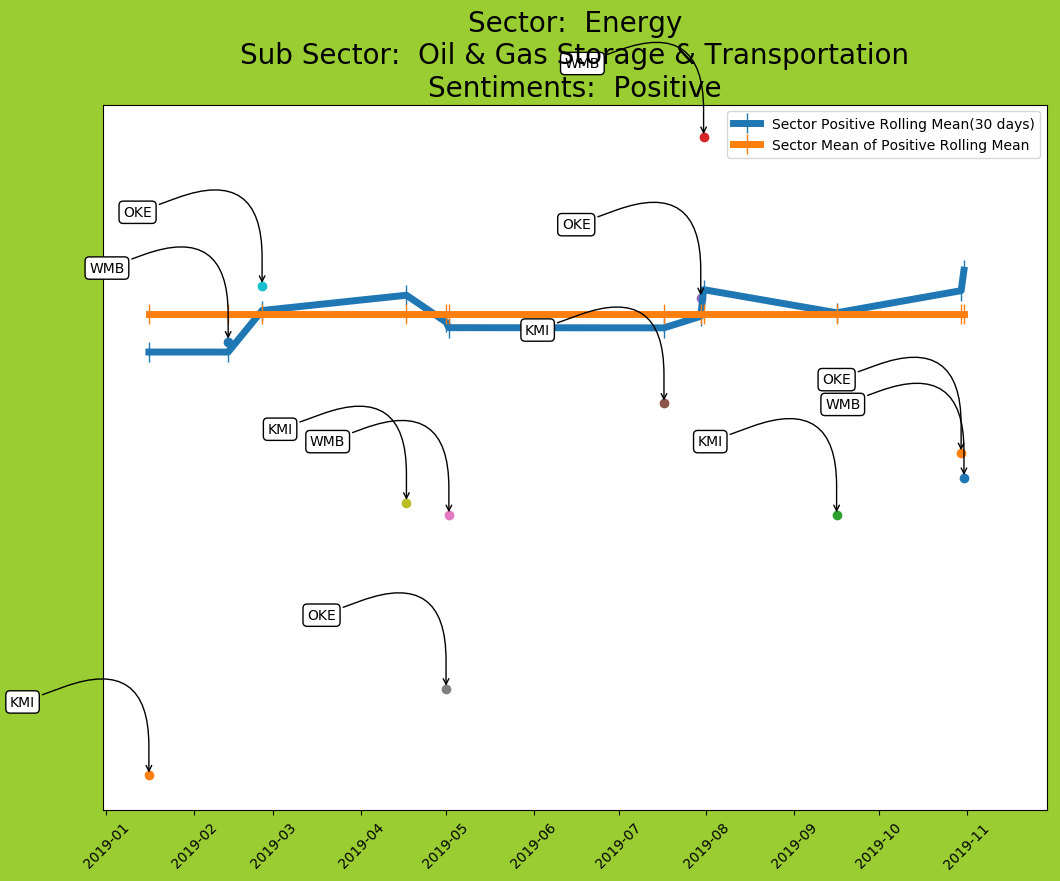 Sector:  Energy
Sub Sector:  Oil & Gas Storage & Transportation
Sentiments:  Positive
WMB
Sector Positive Rolling Mean(30 days)
Sector Mean of Positive Rolling Mean
OKE
OKE
WMB
KMI
OKE
WMB
KMI
WMB
KMI
OKE
KMI
2019-01
2019-02
2019-03
2019-04
2019-05
2019-06
2019-07
2019-08
2019-09
2019-10
2019-11